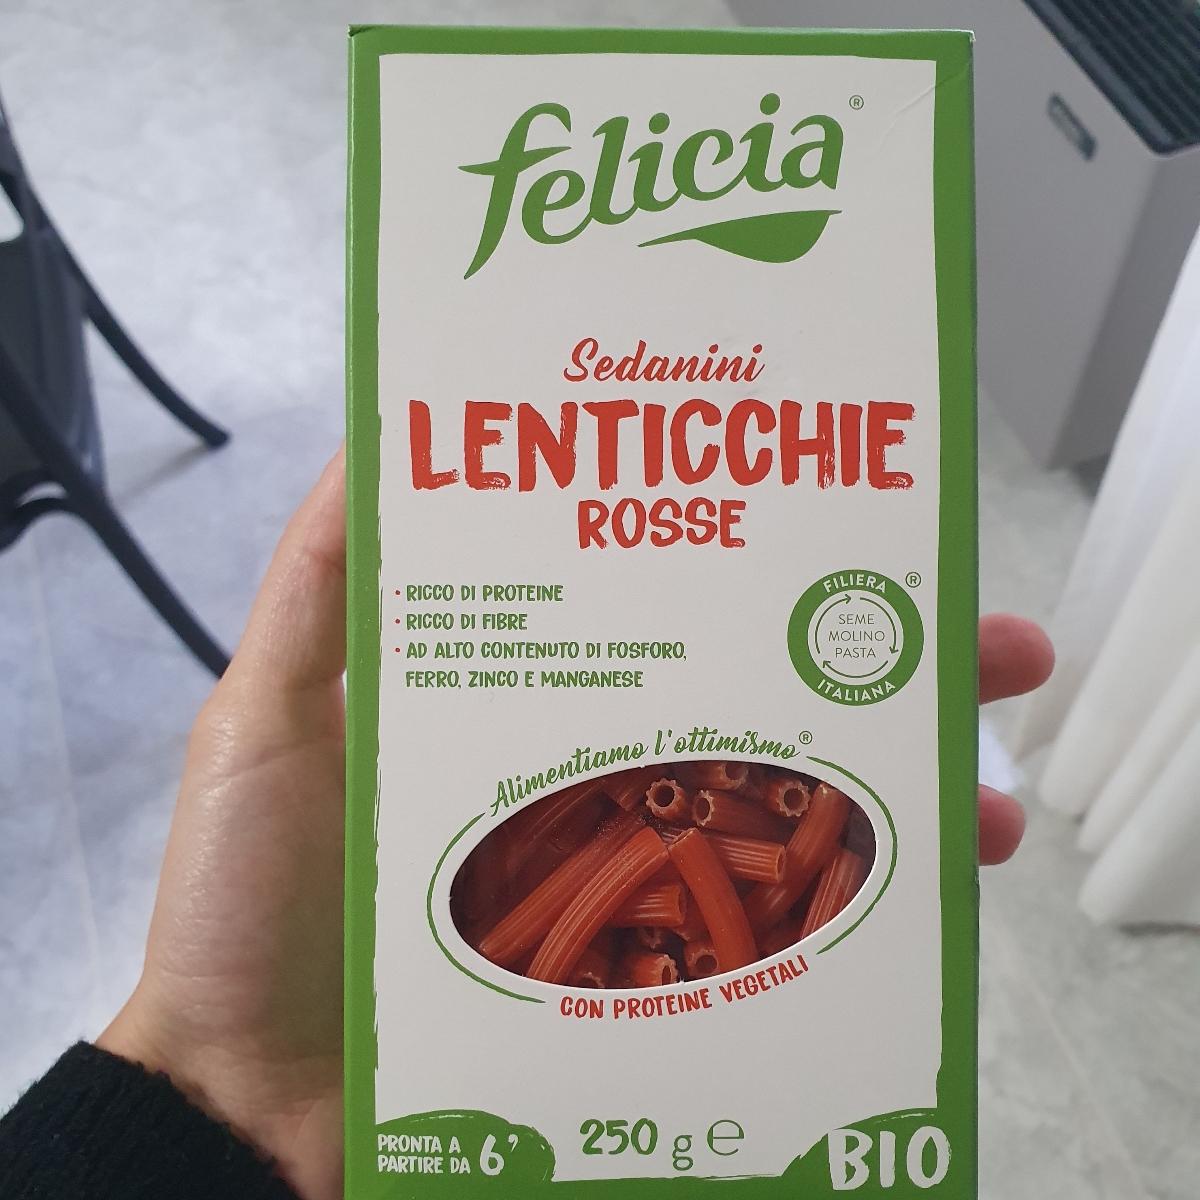 felicia®
Sedanini
LENTICCHIE
ROSSE
• RICCO DI PROTEINE
• RICCO DI FIBRE
• AD ALTO CONTENUTO DI FOSFORO,
FERRO, ZINCO E MANGANESE
FILIERA ®
SEME
MOLINO
PASTA
ITALIANA
Alimentiamo l'ottimismo®
CON PROTEINE VEGETALI
PRONTA A
PARTIRE DA 6'
250 g ℮
BIO